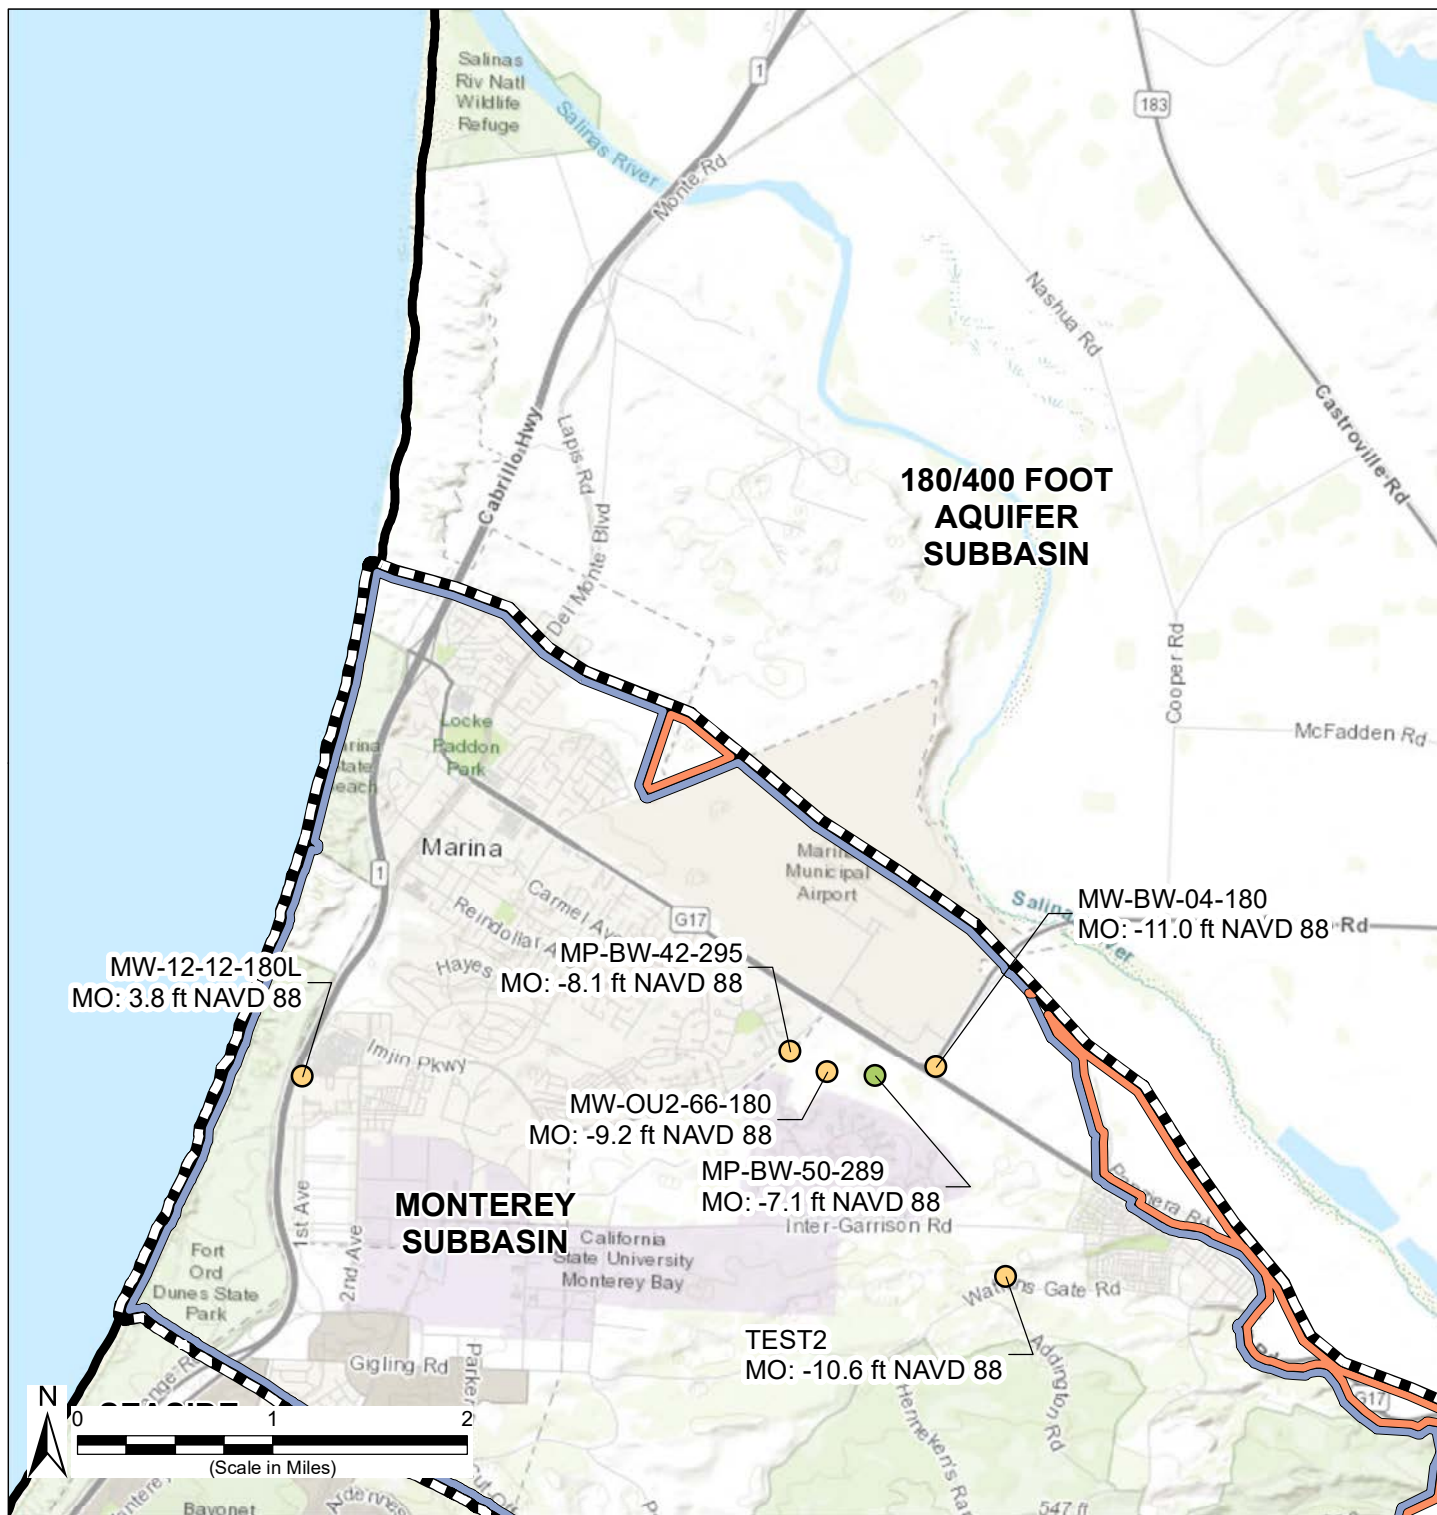 Salinas
Riv Natl
Wildlife
Refuge
1
183
Salinas River
Monte Rd
Nashua Rd
Castroville Rd
Cabrillo Hwy
Lapis Rd
Del Monte Blvd
180/400 FOOT
AQUIFER
SUBBASIN
Cooper Rd
McFadden Rd
Locke
Paddon
Park
State
Marina
Marina
Municipal
Airport
1
G17
Carmel Ave
Reindollar
Hayes
MW-BW-04-180
MO: -11.0 ft NAVD 88
Rd
MP-BW-42-295
MO: -8.1 ft NAVD 88
MW-12-12-180L
MO: 3.8 ft NAVD 88
Imjin Pkwy
MW-OU2-66-180
MO: -9.2 ft NAVD 88
MP-BW-50-289
MO: -7.1 ft NAVD 88
Inter-Garrison Rd
MONTEREY
SUBBASIN
1st Ave
2nd Ave
California
State University
Monterey Bay
Fort
Ord
Dunes State
Park
Gate Rd
TEST2
MO: -10.6 ft NAVD 88
Addington Rd
Gigling Rd
G17
N
0 1 2
(Scale in Miles)
Bayonet
547 ft